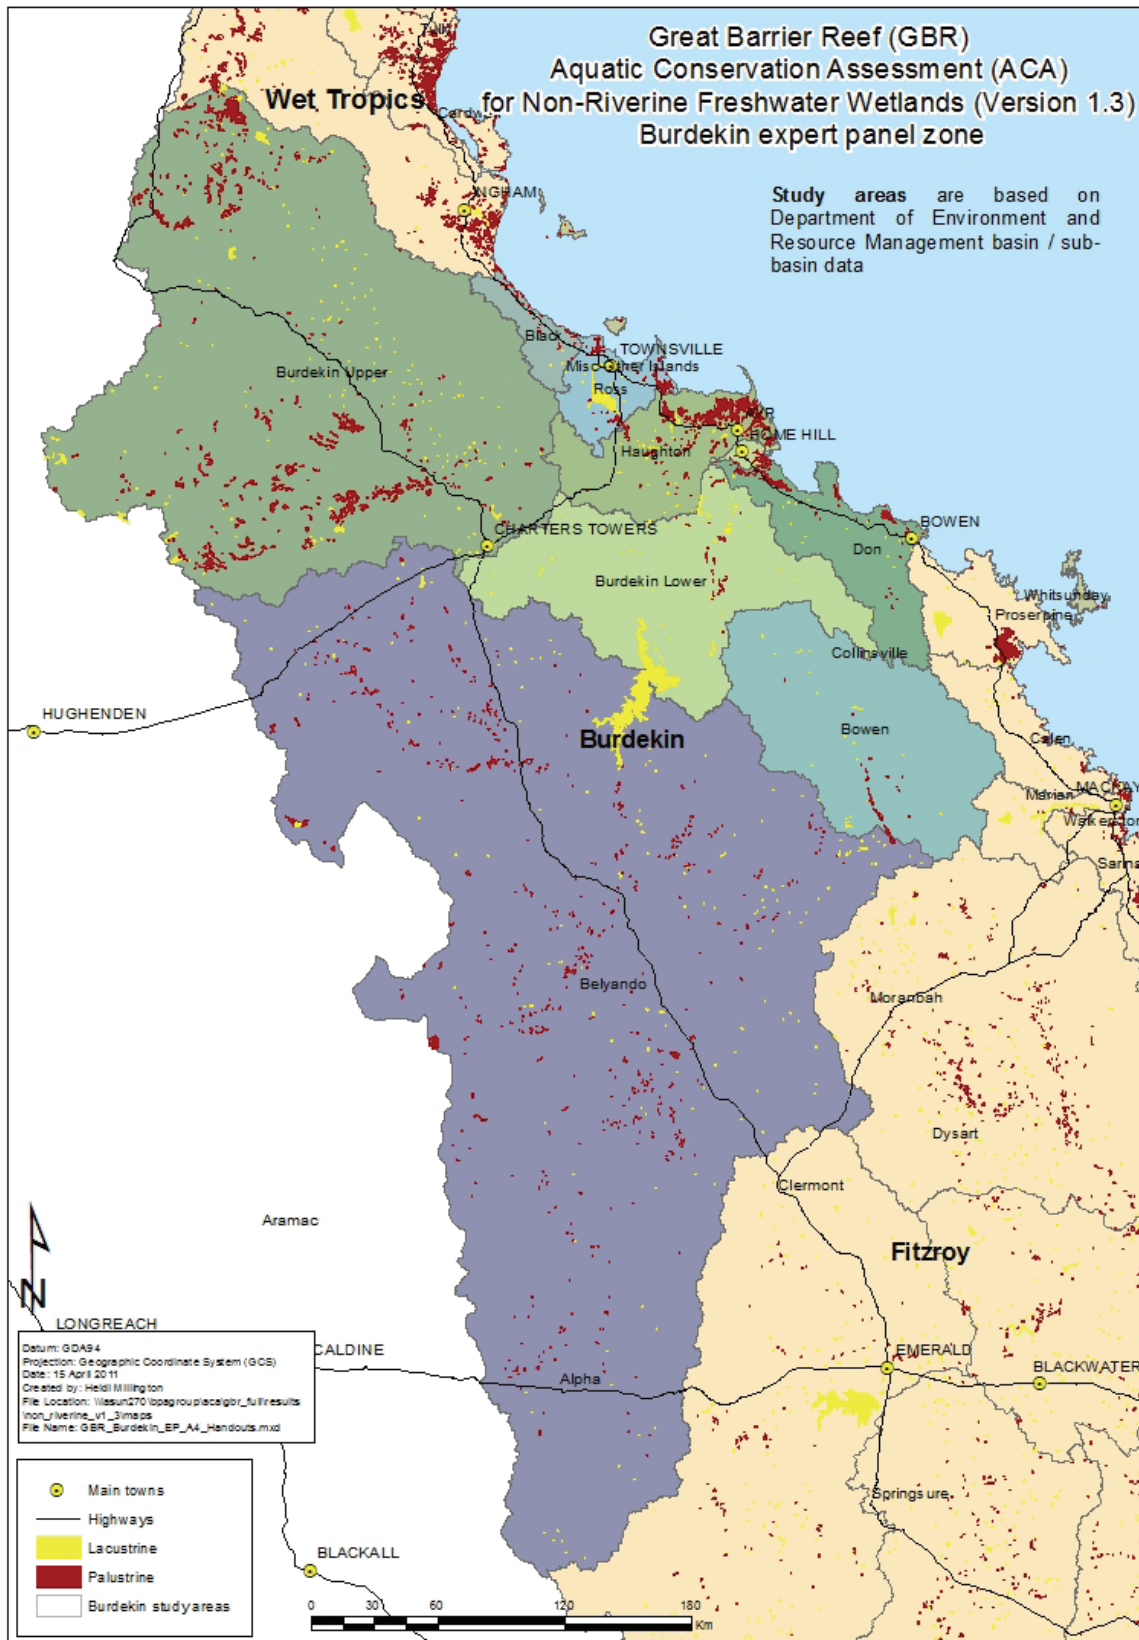 Great Barrier Reef (GBR)
Aquatic Conservation Assessment (ACA)
for Non-Riverine Freshwater Wetlands (Version 1.3)
Burdekin expert panel zone
Study areas are based on
Department of Environment and
Resource Management basin / sub-
basin data
Wet Tropics
INGHAM
Black
TOWNSVILLE
Misc Other Islands
Ross
Burdekin Upper
AYR
HOME HILL
Haughton
CHARTERS TOWERS
BOWEN
Don
Burdekin Lower
Whitsunday
Proserpine
Collinsville
HUGHENDEN
Burdekin
Bowen
Calen
MACKAY
Marian
Walkerston
Sarina
Belyando
Moranbah
Dysart
Clermont
Aramac
Fitzroy
LONGREACH
CALDINE
EMERALD
BLACKWATER
Alpha
Springsure
BLACKALL
N
Datum: GDA94
Projection: Geographic Coordinate System (GCS)
Date: 15 April 2011
Created by: Heidi Millington
File Name: GBR_Burdekin_EP_A4_Handouts.mxd
Main towns
Highways
Lacustrine
Palustrine
Burdekin study areas
0 30 60 120 180
Km